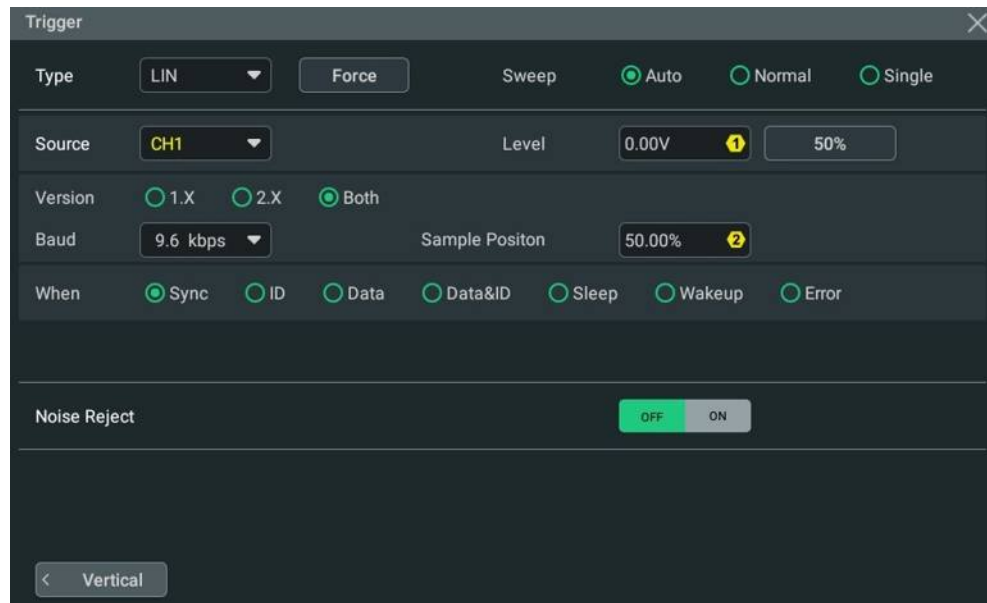 Trigger
Type LIN Force Sweep Auto Normal Single
Source CH1 Level 0.00V 1 50%
Version 1.X 2.X Both
Baud 9.6 kbps Sample Positon 50.00% 2
When Sync ID Data Data&ID Sleep Wakeup Error
Noise Reject OFF ON
< Vertical